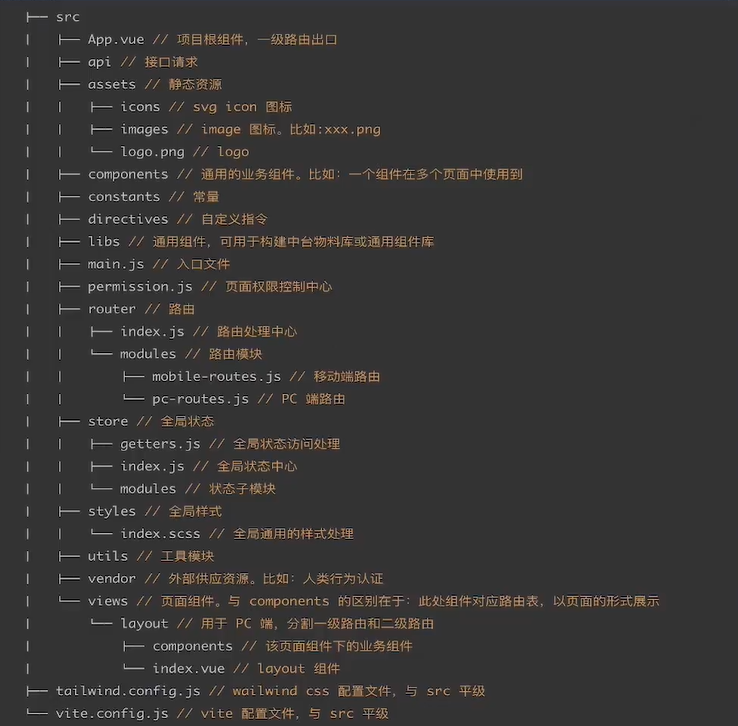 ├── src
|   ├── App.vue // 项目根组件，一级路由出口
|   ├── api // 接口请求
|   ├── assets // 静态资源
|   |   ├── icons // svg icon 图标
|   |   ├── images // image 图标。比如:xxx.png
|   |   └── logo.png // logo
|   ├── components // 通用的业务组件。比如：一个组件在多个页面中使用到
|   ├── constants // 常量
|   ├── directives // 自定义指令
|   ├── libs // 通用组件，可用于构建中台物料库或通用组件库
|   ├── main.js // 入口文件
|   ├── permission.js // 页面权限控制中心
|   ├── router // 路由
|   |   ├── index.js // 路由处理中心
|   |   └── modules // 路由模块
|   |       ├── mobile-routes.js // 移动端路由
|   |       └── pc-routes.js // PC 端路由
|   ├── store // 全局状态
|   |   ├── getters.js // 全局状态访问处理
|   |   ├── index.js // 全局状态中心
|   |   └── modules // 状态子模块
|   ├── styles // 全局样式
|   |   └── index.scss // 全局通用的样式处理
|   ├── utils // 工具模块
|   ├── vendor // 外部供应资源。比如：人类行为认证
|   └── views // 页面组件。与 components 的区别在于：此处组件对应路由表，以页面的形式展示
|       └── layout // 用于 PC 端，分割一级路由和二级路由
|           ├── components // 该页面组件下的业务组件
|           └── index.vue // layout 组件
├── tailwind.config.js // wailwind css 配置文件，与 src 平级
└── vite.config.js // vite 配置文件，与 src 平级